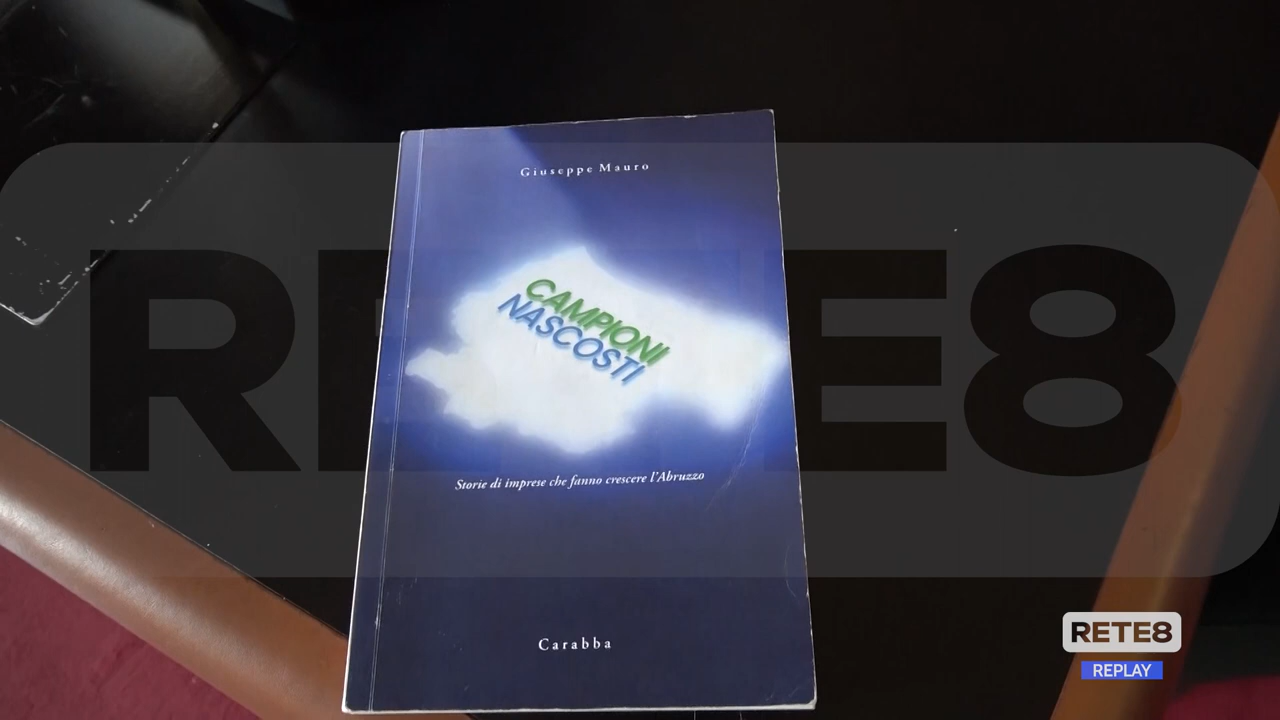 Giuseppe Mauro
CAMPIONI
NASCOSTI
Storie di imprese che fanno crescere l'Abruzzo
Carabba
RETE8
RETE8
REPLAY